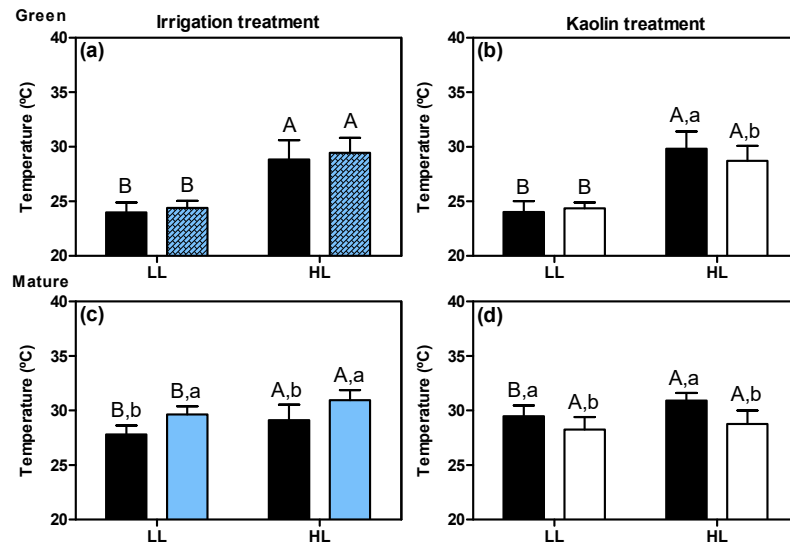 Green
Irrigation treatment
Kaolin treatment
(a)
Temperature (ºC)
40
35
30
25
20
B
B
A
A
LL
HL
(b)
Temperature (ºC)
40
35
30
25
20
B
B
A,a
A,b
LL
HL
Mature
(c)
Temperature (ºC)
40
35
30
25
20
B,b
B,a
A,b
A,a
LL
HL
(d)
Temperature (ºC)
40
35
30
25
20
B,a
A,b
A,a
A,b
LL
HL